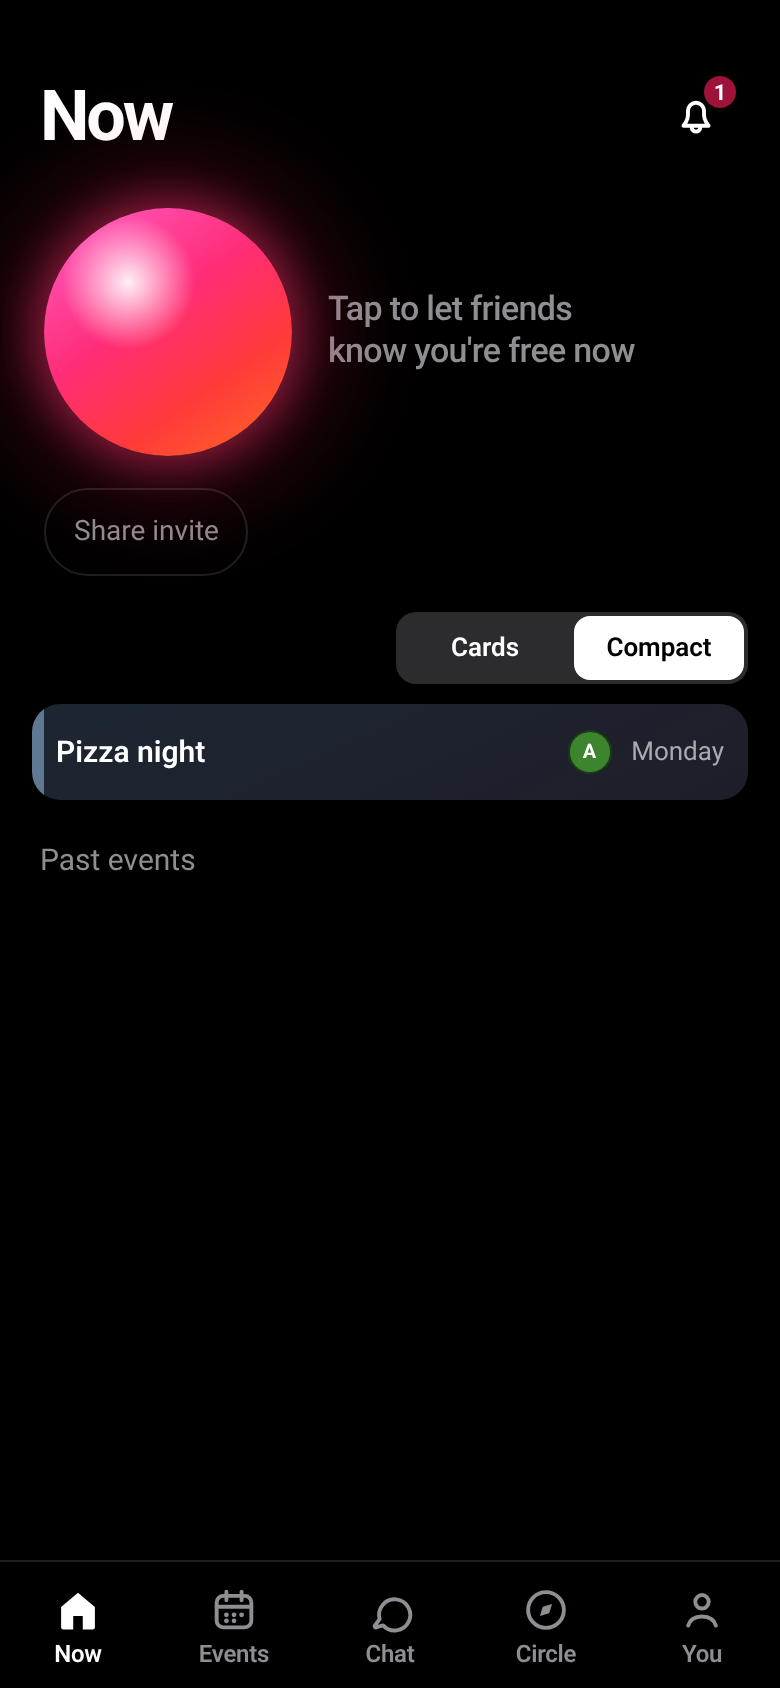 Now
1
Tap to let friends
know you're free now
Share invite
Cards
Compact
Pizza night
A
Monday
Past events
Now
Events
Chat
Circle
You